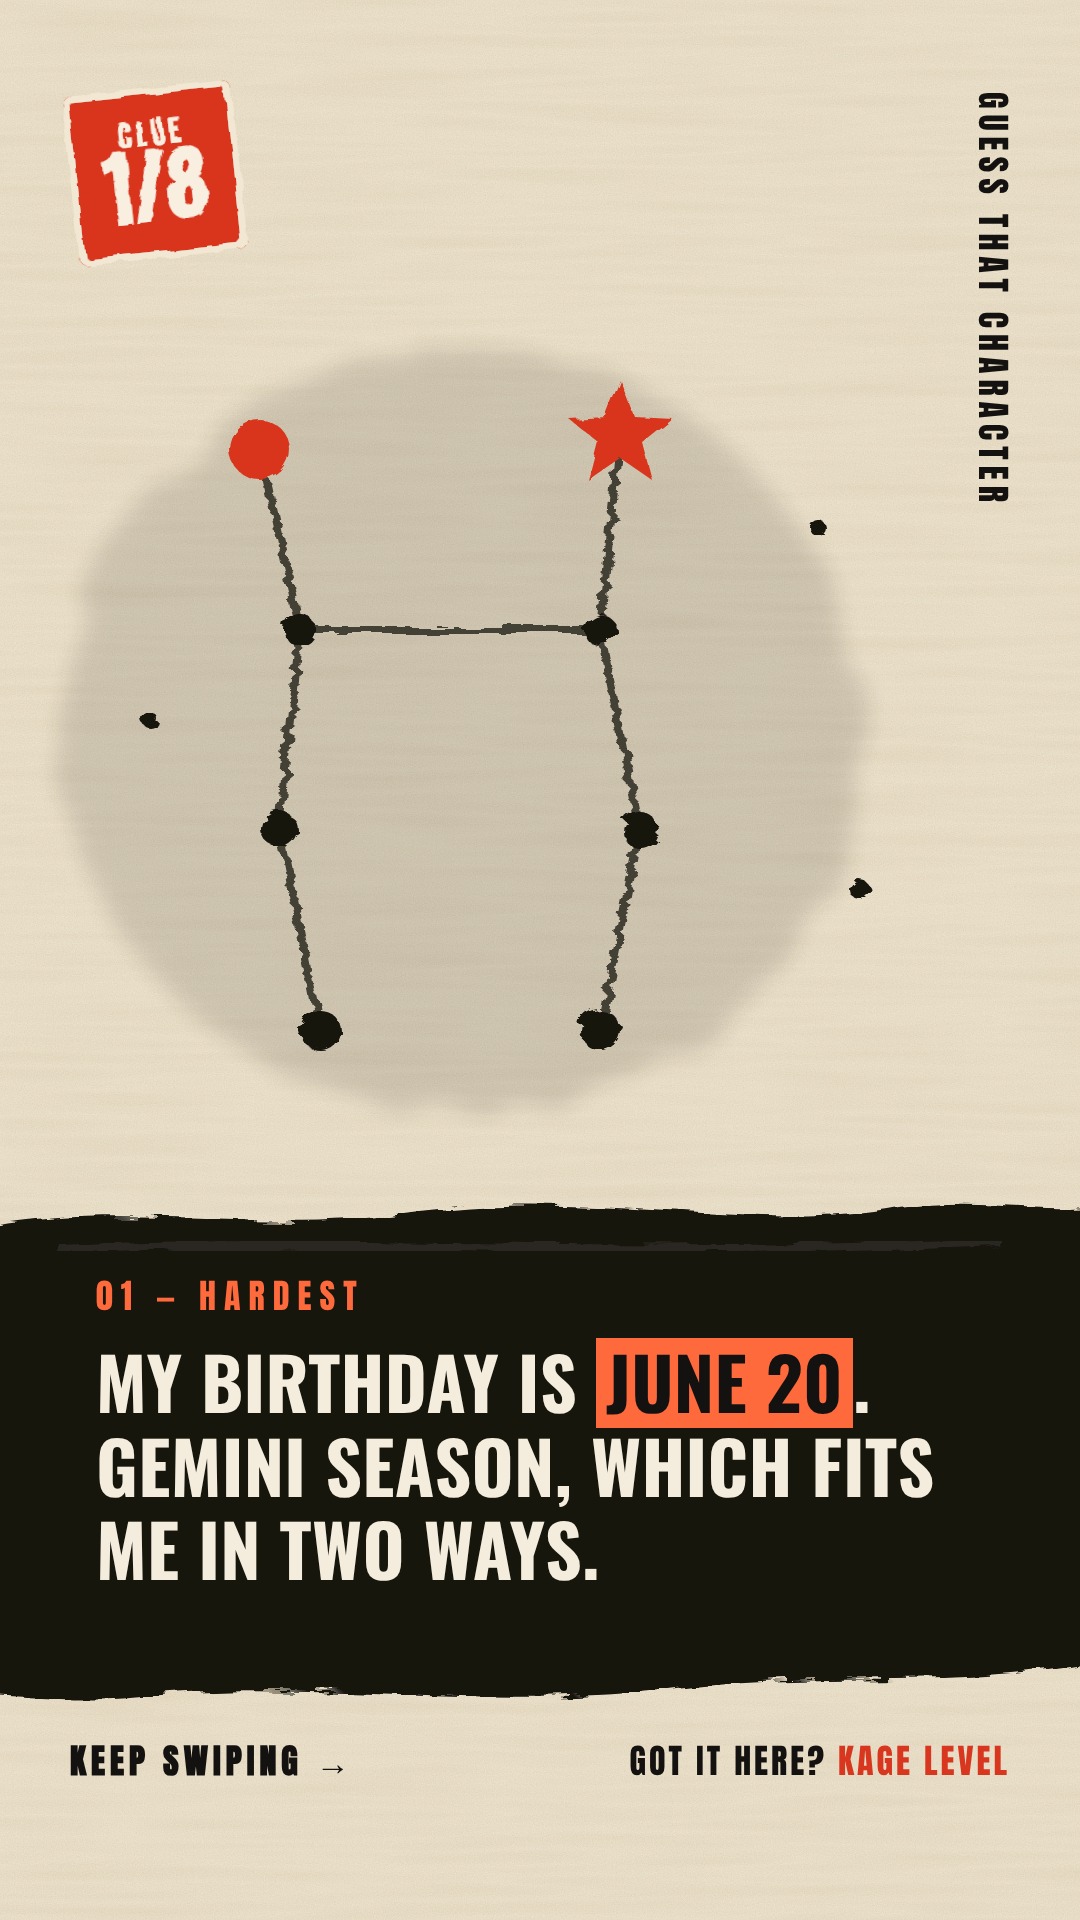 CLUE
1/8
GUESS THAT CHARACTER
01 – HARDEST
MY BIRTHDAY IS JUNE 20.
GEMINI SEASON, WHICH FITS
ME IN TWO WAYS.
KEEP SWIPING →
GOT IT HERE? KAGE LEVEL